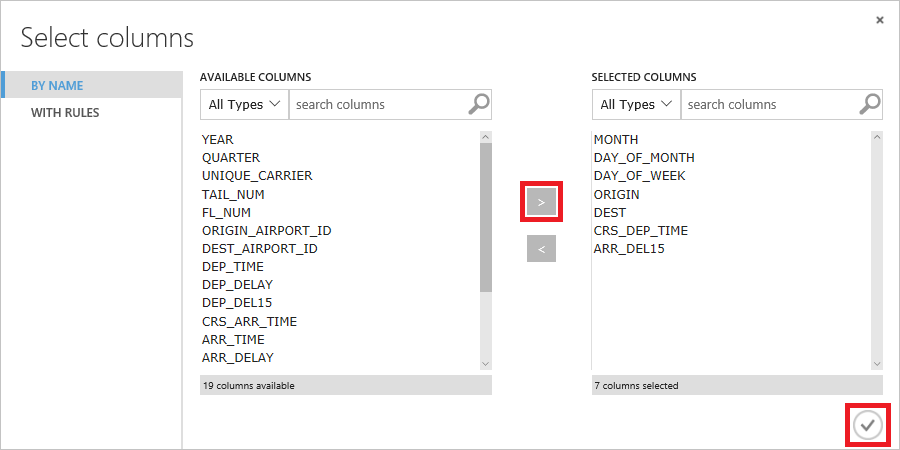 Select columns
×
BY NAME
WITH RULES
AVAILABLE COLUMNS
All Types
search columns
YEAR
QUARTER
UNIQUE_CARRIER
TAIL_NUM
FL_NUM
ORIGIN_AIRPORT_ID
DEST_AIRPORT_ID
DEP_TIME
DEP_DELAY
DEP_DEL15
CRS_ARR_TIME
ARR_TIME
ARR_DELAY
19 columns available
>
<
SELECTED COLUMNS
All Types
search columns
MONTH
DAY_OF_MONTH
DAY_OF_WEEK
ORIGIN
DEST
CRS_DEP_TIME
ARR_DEL15
7 columns selected